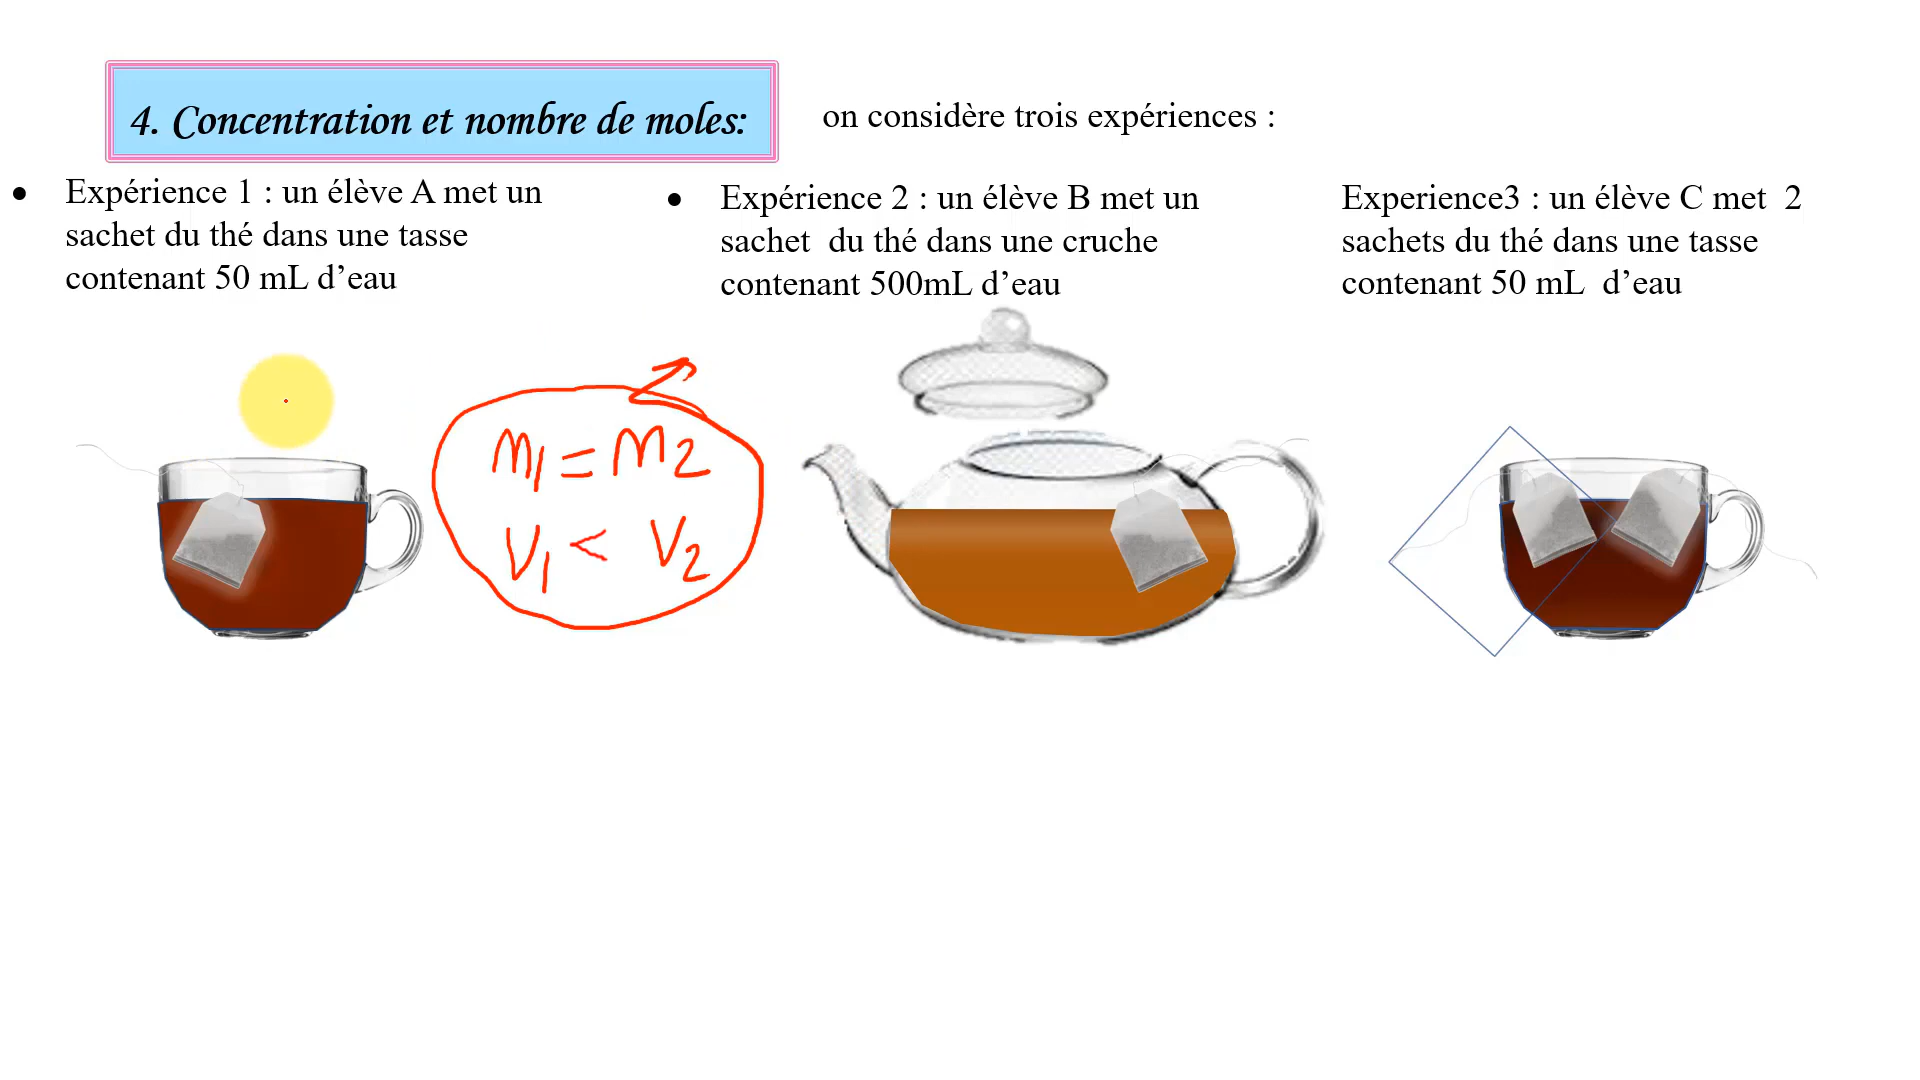 4. Concentration et nombre de moles:
on considère trois expériences :
• Expérience 1 : un élève A met un
sachet du thé dans une tasse
contenant 50 mL d’eau
• Expérience 2 : un élève B met un
sachet du thé dans une cruche
contenant 500mL d’eau
Experience3 : un élève C met 2
sachets du thé dans une tasse
contenant 50 mL d’eau
m1 = m2
V1 < V2